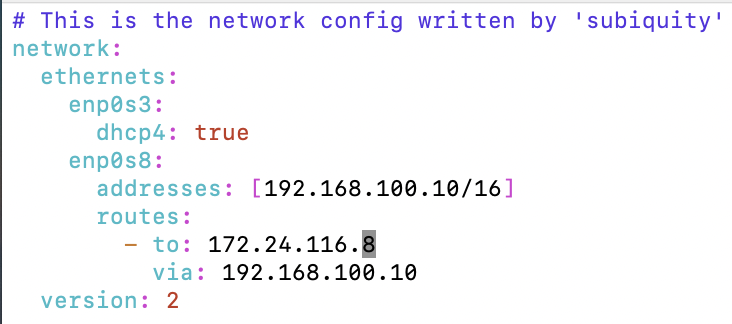 # This is the network config written by 'subiquity'
network:
  ethernets:
    enp0s3:
      dhcp4: true
    enp0s8:
      addresses: [192.168.100.10/16]
      routes:
        - to: 172.24.116.8
          via: 192.168.100.10
  version: 2